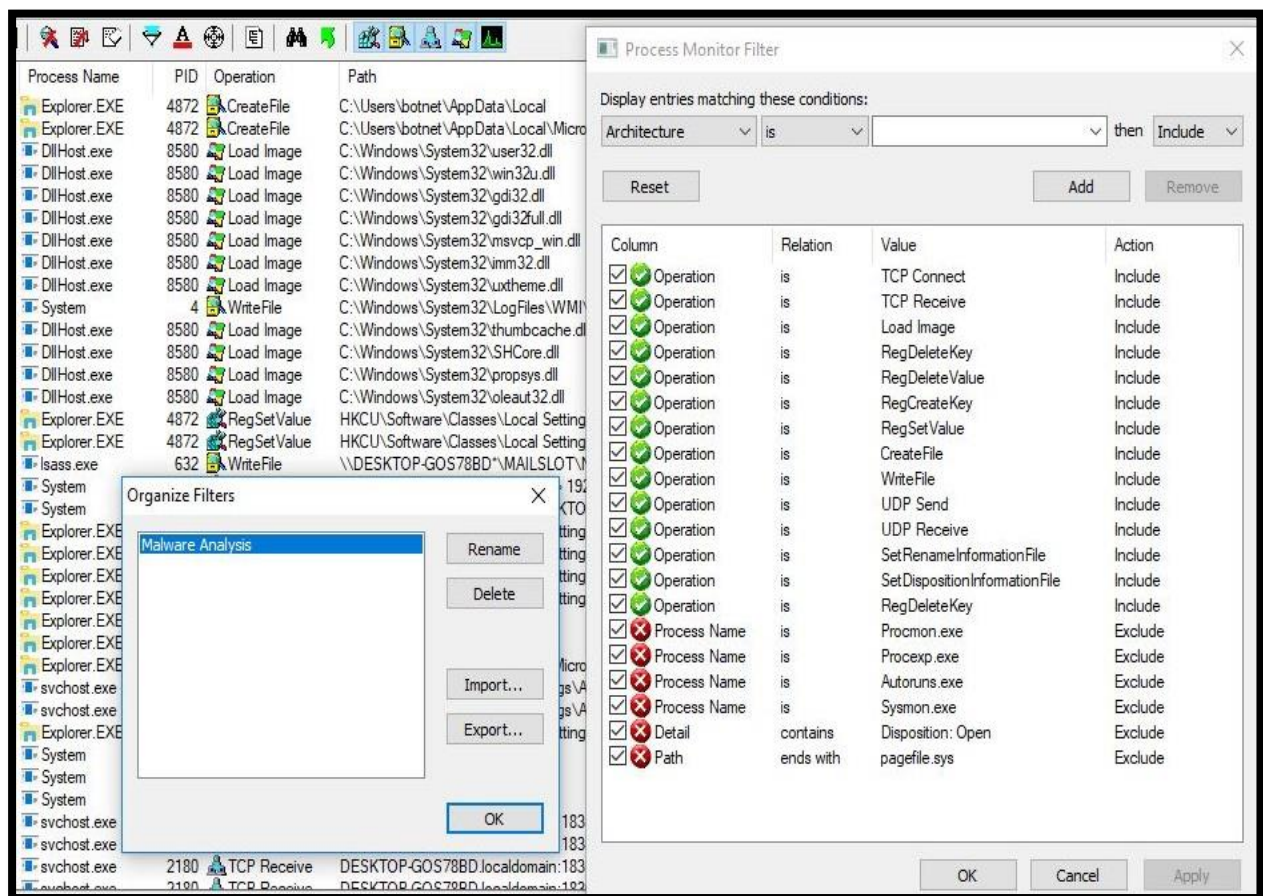 Process Name PID Operation Path
Explorer.EXE 4872 CreateFile C:\Users\botnet\AppData\Local
Explorer.EXE 4872 CreateFile C:\Users\botnet\AppData\Local\Micro
DllHost.exe 8580 Load Image C:\Windows\System32\user32.dll
DllHost.exe 8580 Load Image C:\Windows\System32\win32u.dll
DllHost.exe 8580 Load Image C:\Windows\System32\gdi32.dll
DllHost.exe 8580 Load Image C:\Windows\System32\gdi32full.dll
DllHost.exe 8580 Load Image C:\Windows\System32\msvcp_win.dll
DllHost.exe 8580 Load Image C:\Windows\System32\imm32.dll
DllHost.exe 8580 Load Image C:\Windows\System32\uxtheme.dll
System 4 WriteFile C:\Windows\System32\LogFiles\WMI\
DllHost.exe 8580 Load Image C:\Windows\System32\thumbcache.dl
DllHost.exe 8580 Load Image C:\Windows\System32\SHCore.dll
DllHost.exe 8580 Load Image C:\Windows\System32\propsys.dll
DllHost.exe 8580 Load Image C:\Windows\System32\oleaut32.dll
Explorer.EXE 4872 RegSetValue HKCU\Software\Classes\Local Setting
Explorer.EXE 4872 RegSetValue HKCU\Software\Classes\Local Setting
lsass.exe 632 WriteFile \\DESKTOP-GOS78BD*\MAILSLOT\
System
System
Explorer.EXE
Explorer.EXE
Explorer.EXE
Explorer.EXE
Explorer.EXE
Explorer.EXE
Explorer.EXE
svchost.exe
svchost.exe
Explorer.EXE
System
System
System
svchost.exe 183
svchost.exe 183
svchost.exe 2180 TCP Receive DESKTOP-GOS78BD.localdomain:183
svchost.exe 2180 TCP Receive DESKTOP-GOS78BD.localdomain:183
Organize Filters
Malware Analysis
Rename
Delete
Import...
Export...
OK
Process Monitor Filter
Display entries matching these conditions:
Architecture is then Include
Reset Add Remove
Column Relation Value Action
Operation is TCP Connect Include
Operation is TCP Receive Include
Operation is Load Image Include
Operation is RegDeleteKey Include
Operation is RegDeleteValue Include
Operation is RegCreateKey Include
Operation is RegSetValue Include
Operation is CreateFile Include
Operation is WriteFile Include
Operation is UDP Send Include
Operation is UDP Receive Include
Operation is SetRenameInformationFile Include
Operation is SetDispositionInformationFile Include
Operation is RegDeleteKey Include
Process Name is Procmon.exe Exclude
Process Name is Procexp.exe Exclude
Process Name is Autoruns.exe Exclude
Process Name is Sysmon.exe Exclude
Detail contains Disposition: Open Exclude
Path ends with pagefile.sys Exclude
OK Cancel Apply